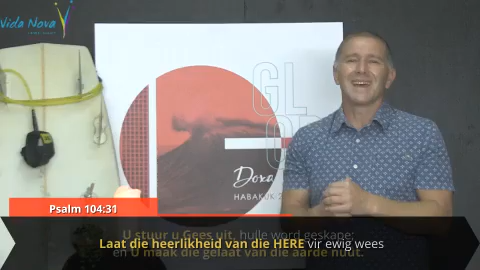 Vida Nova
GL
Doxa
HABAKUK
Psalm 104:31
U stuur u Gees uit, hulle word geskape;
en U maak die gelaat van die aarde nuut.
Laat die heerlikheid van die HERE vir ewig wees